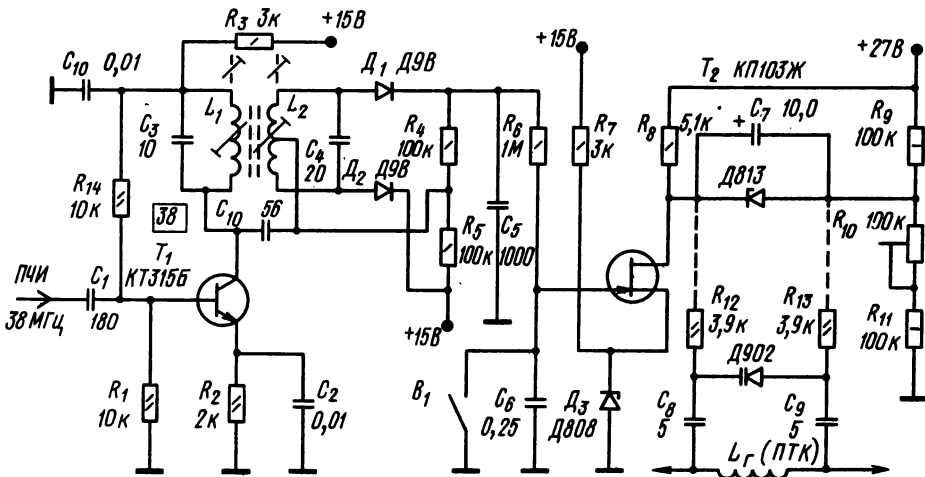 R3 3к
+15В
+15В
+27В
C10 0,01
Д1 Д9В
T2 КП103Ж
C7 10,0
+
L1
L2
C3
10
C4
20
R4
100к
R6
1М
R7
3к
R8
5,1к
R9
100к
Д2 Д9В
Д813
R14
10к
38
C10 56
R5
100к
C5
1000
R10 100к
T1
КТ315Б
ПЧИ
38 МГц
C1
180
+15В
R12
3,9к
R13
3,9к
R11
100к
Д902
R1
10к
R2
2к
C2
0,01
B1
C6
0,25
Д3
Д808
C8
5
C9
5
Lг (ПТК)